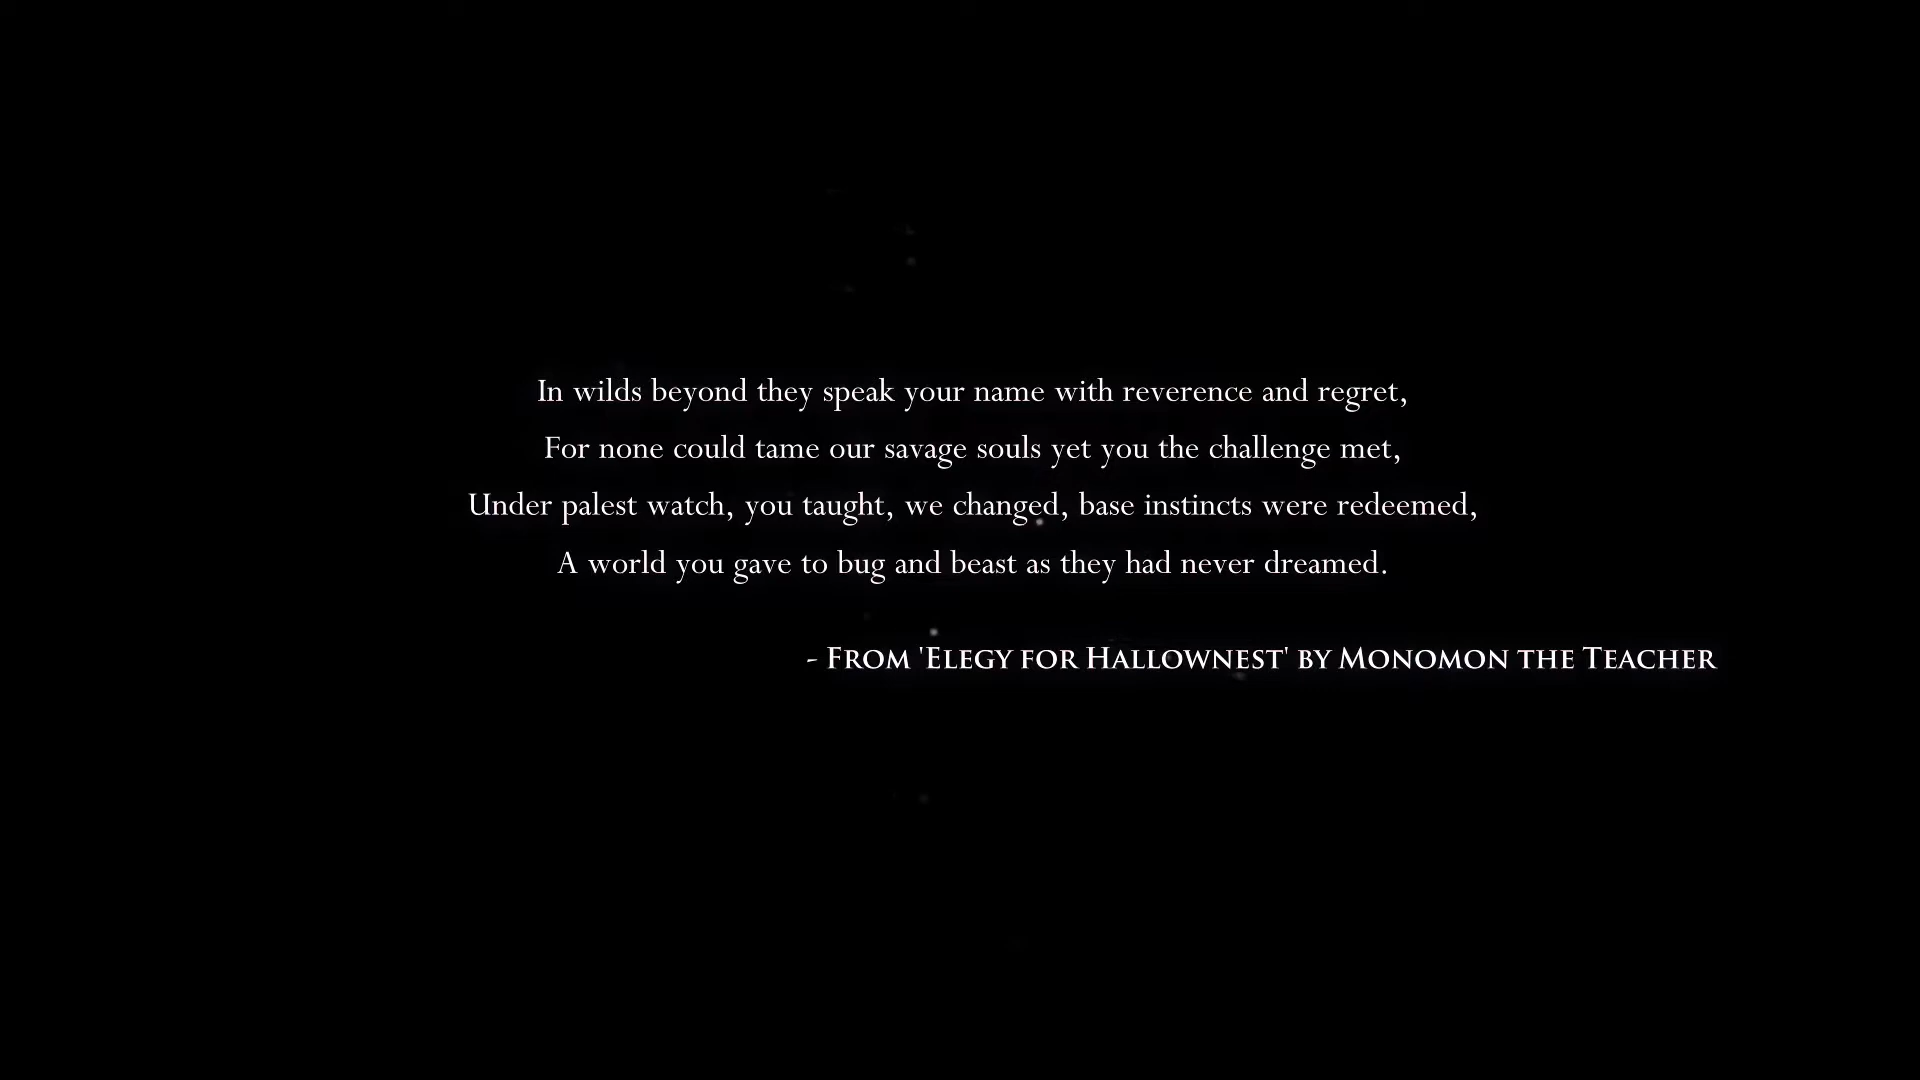 In wilds beyond they speak your name with reverence and regret,
For none could tame our savage souls yet you the challenge met,
Under palest watch, you taught, we changed, base instincts were redeemed,
A world you gave to bug and beast as they had never dreamed.
- From 'Elegy for Hallownest' by Monomon the Teacher